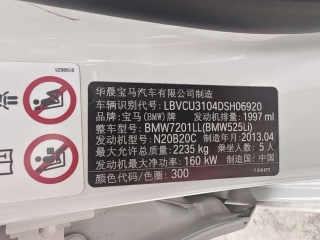 华晨宝马汽车有限公司制造
车辆识别代号:LBVCU3104DSH06920
品牌:宝马(BMW)牌 发动机排量:1997 ml
整车型号:BMW7201LL(BMW525Li)
发动机型号:N20B20C 制造年月:2013.04
最大允许总质量:2235 kg 乘坐人数:5 人
发动机最大净功率:160 kW 制造国:中国
颜色代码/色圈:300